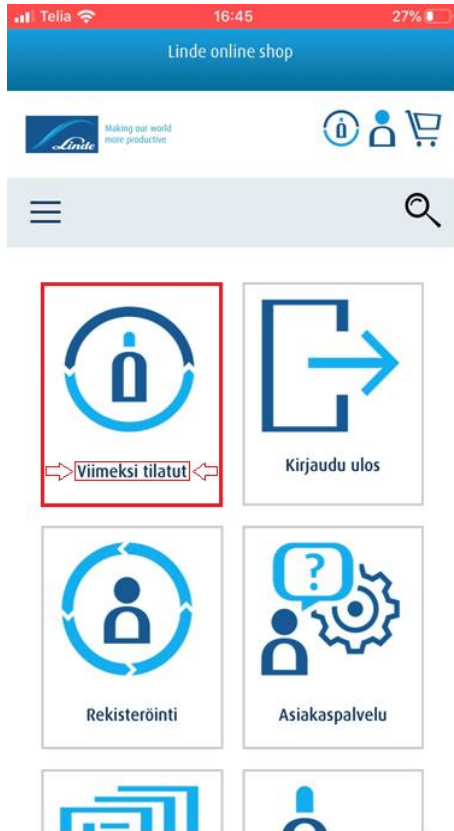 Telia 16:45 27%
Linde online shop
Linde
Making our world
more productive
Viimeksi tilatut
Kirjaudu ulos
?
Rekisteröinti
Asiakaspalvelu